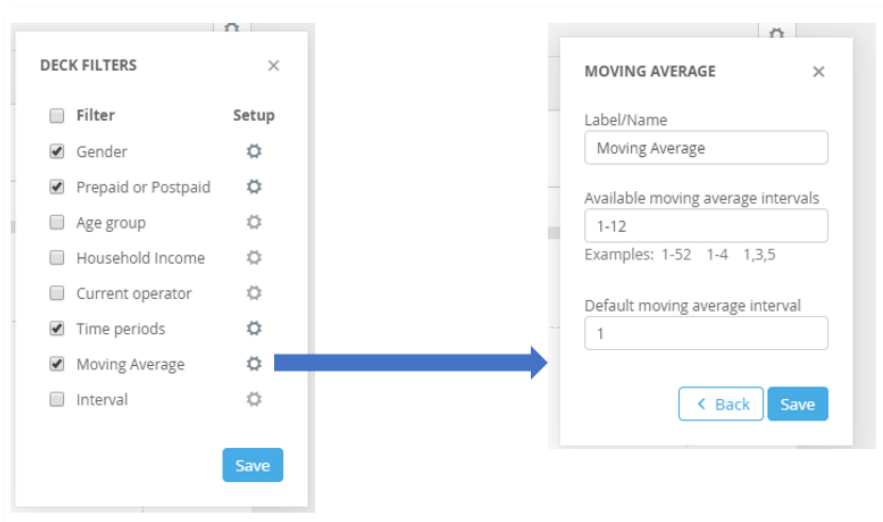 DECK FILTERS
Filter Setup
Gender
Prepaid or Postpaid
Age group
Household Income
Current operator
Time periods
Moving Average
Interval
Save
MOVING AVERAGE
Label/Name
Moving Average
Available moving average intervals
1-12
Examples: 1-52 1-4 1,3,5
Default moving average interval
1
Back Save